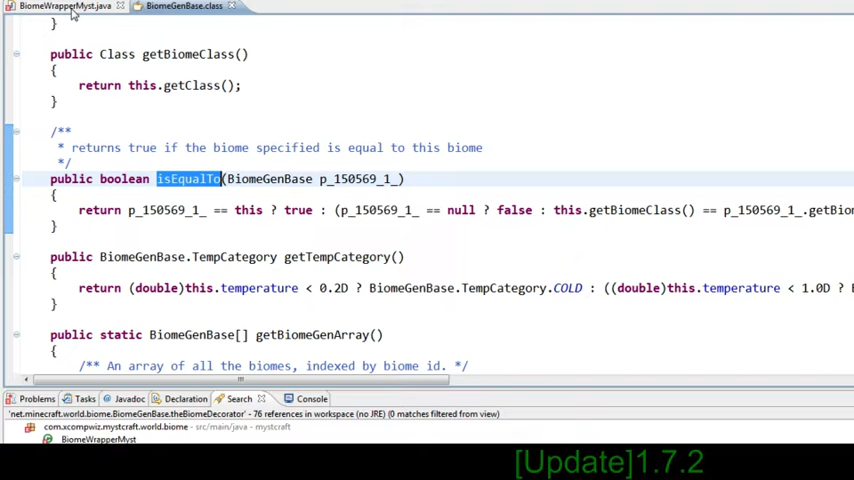 BiomeWrapperMyst.java BiomeGenBase.class
}
public Class getBiomeClass()
{
return this.getClass();
}
/**
* returns true if the biome specified is equal to this biome
*/
public boolean isEqualTo(BiomeGenBase p_150569_1_)
{
return p_150569_1_ == this ? true : (p_150569_1_ == null ? false : this.getBiomeClass() == p_150569_1_.getBio
}
public BiomeGenBase.TempCategory getTempCategory()
{
return (double)this.temperature < 0.2D ? BiomeGenBase.TempCategory.COLD : ((double)this.temperature < 1.0D ? B
}
public static BiomeGenBase[] getBiomeGenArray()
{
/** An array of all the biomes, indexed by biome id. */
Problems Tasks Javadoc Declaration Search Console
'net.minecraft.world.biome.BiomeGenBase.theBiomeDecorator' - 76 references in workspace (no JRE) (0 matches filtered from view)
com.xcompwiz.mystcraft.world.biome - src/main/java - mystcraft
BiomeWrapperMyst
[Update]1.7.2